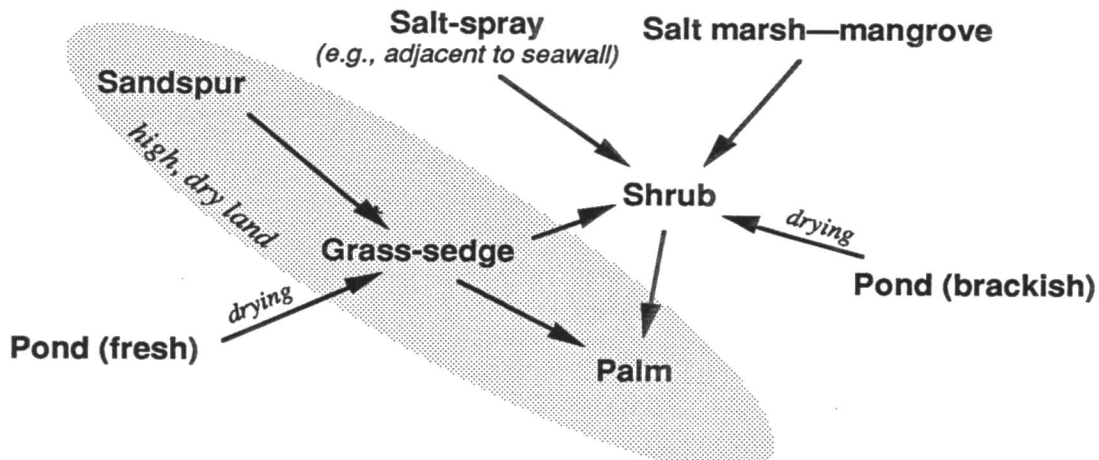 Salt-spray
(e.g., adjacent to seawall)
Salt marsh—mangrove
Sandspur
high, dry land
Shrub
Grass-sedge
drying
drying
Pond (brackish)
Pond (fresh)
Palm